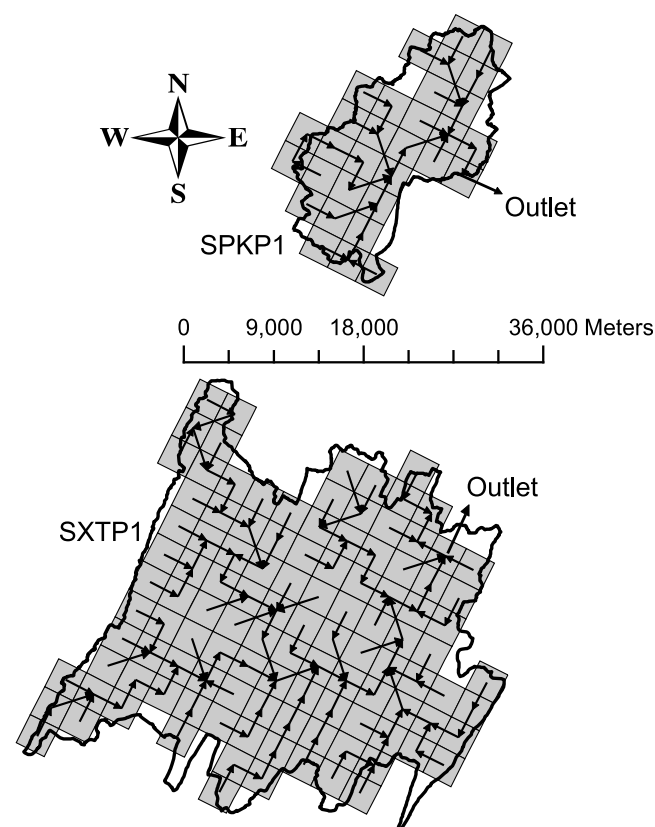 N
W E
S
Outlet
SPKP1
0 9,000 18,000 36,000 Meters
Outlet
SXTP1